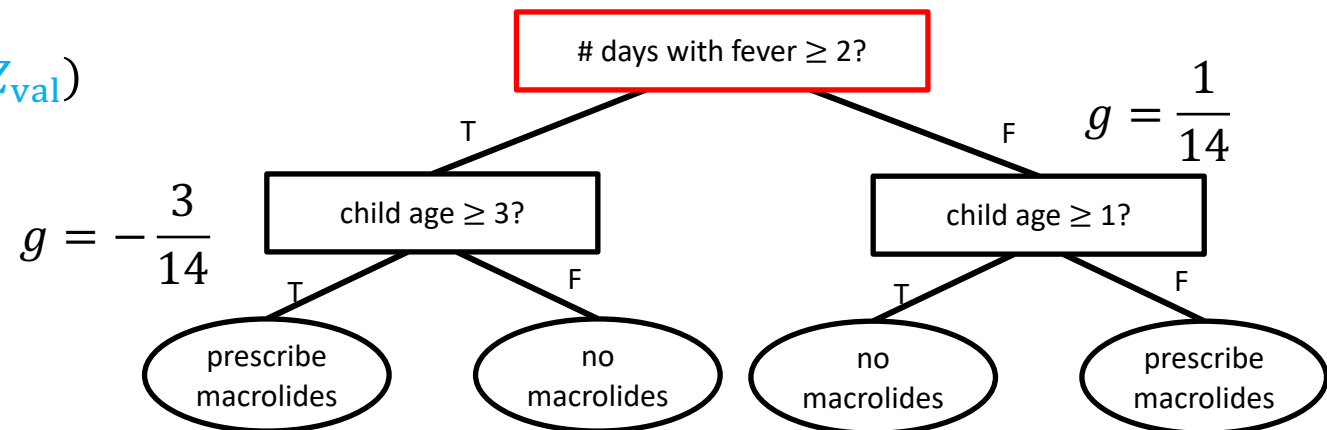 # days with fever ≥ 2?
z_val)
T
F
g = 1/14
child age ≥ 3?
child age ≥ 1?
g = − 3/14
T
F
T
F
prescribe
macrolides
no
macrolides
no
macrolides
prescribe
macrolides